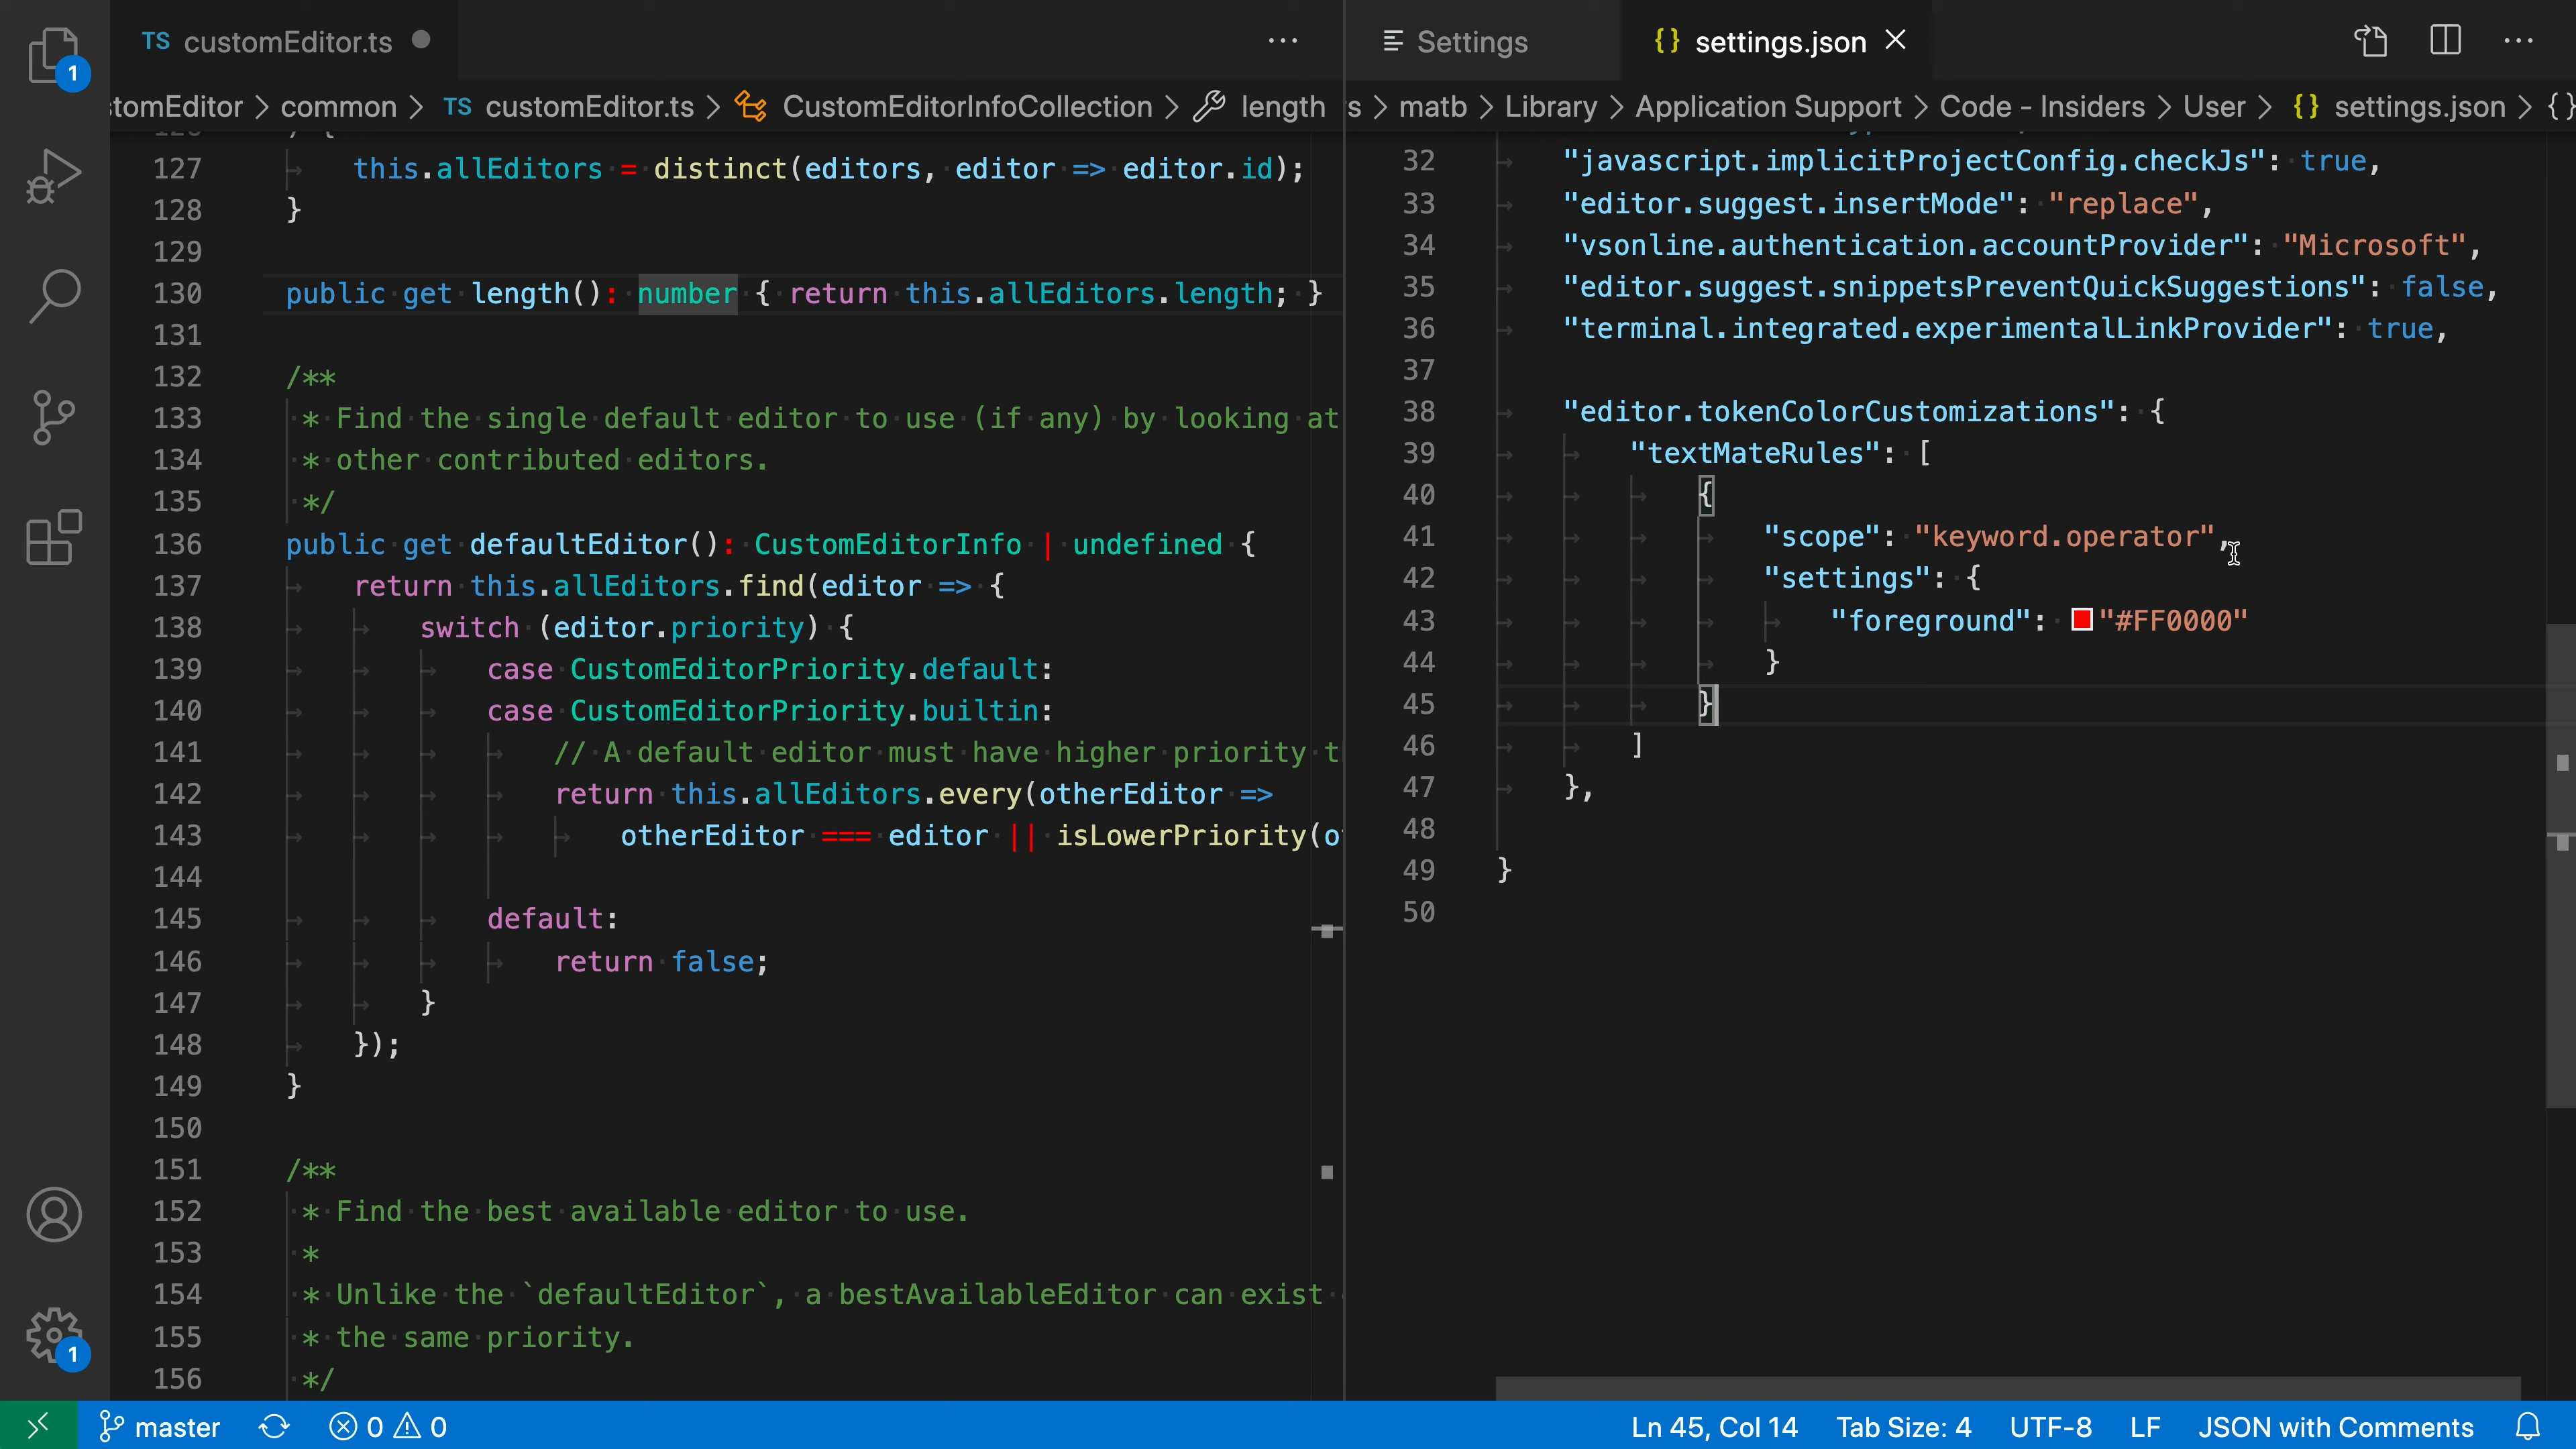 1
TS customEditor.ts
tomEditor > common > TS customEditor.ts > CustomEditorInfoCollection > length
127 this.allEditors = distinct(editors, editor => editor.id);
128 }
129
130 public get length(): number { return this.allEditors.length; }
131
132 /**
133 * Find the single default editor to use (if any) by looking at
134 * other contributed editors.
135 */
136 public get defaultEditor(): CustomEditorInfo | undefined {
137 return this.allEditors.find(editor => {
138 switch (editor.priority) {
139 case CustomEditorPriority.default:
140 case CustomEditorPriority.builtin:
141 // A default editor must have higher priority t
142 return this.allEditors.every(otherEditor =>
143 otherEditor === editor || isLowerPriority(o
144
145 default:
146 return false;
147 }
148 });
149 }
150
151 /**
152 * Find the best available editor to use.
153 *
154 * Unlike the `defaultEditor`, a bestAvailableEditor can exist
155 * the same priority.
156 */
1
Settings
{} settings.json
s > matb > Library > Application Support > Code - Insiders > User > {} settings.json > {}
32 "javascript.implicitProjectConfig.checkJs": true,
33 "editor.suggest.insertMode": "replace",
34 "vsonline.authentication.accountProvider": "Microsoft",
35 "editor.suggest.snippetsPreventQuickSuggestions": false,
36 "terminal.integrated.experimentalLinkProvider": true,
37
38 "editor.tokenColorCustomizations": {
39 "textMateRules": [
40 {
41 "scope": "keyword.operator",
42 "settings": {
43 "foreground": "#FF0000"
44 }
45 }
46 ]
47 },
48
49 }
50
master 0 0 Ln 45, Col 14 Tab Size: 4 UTF-8 LF JSON with Comments